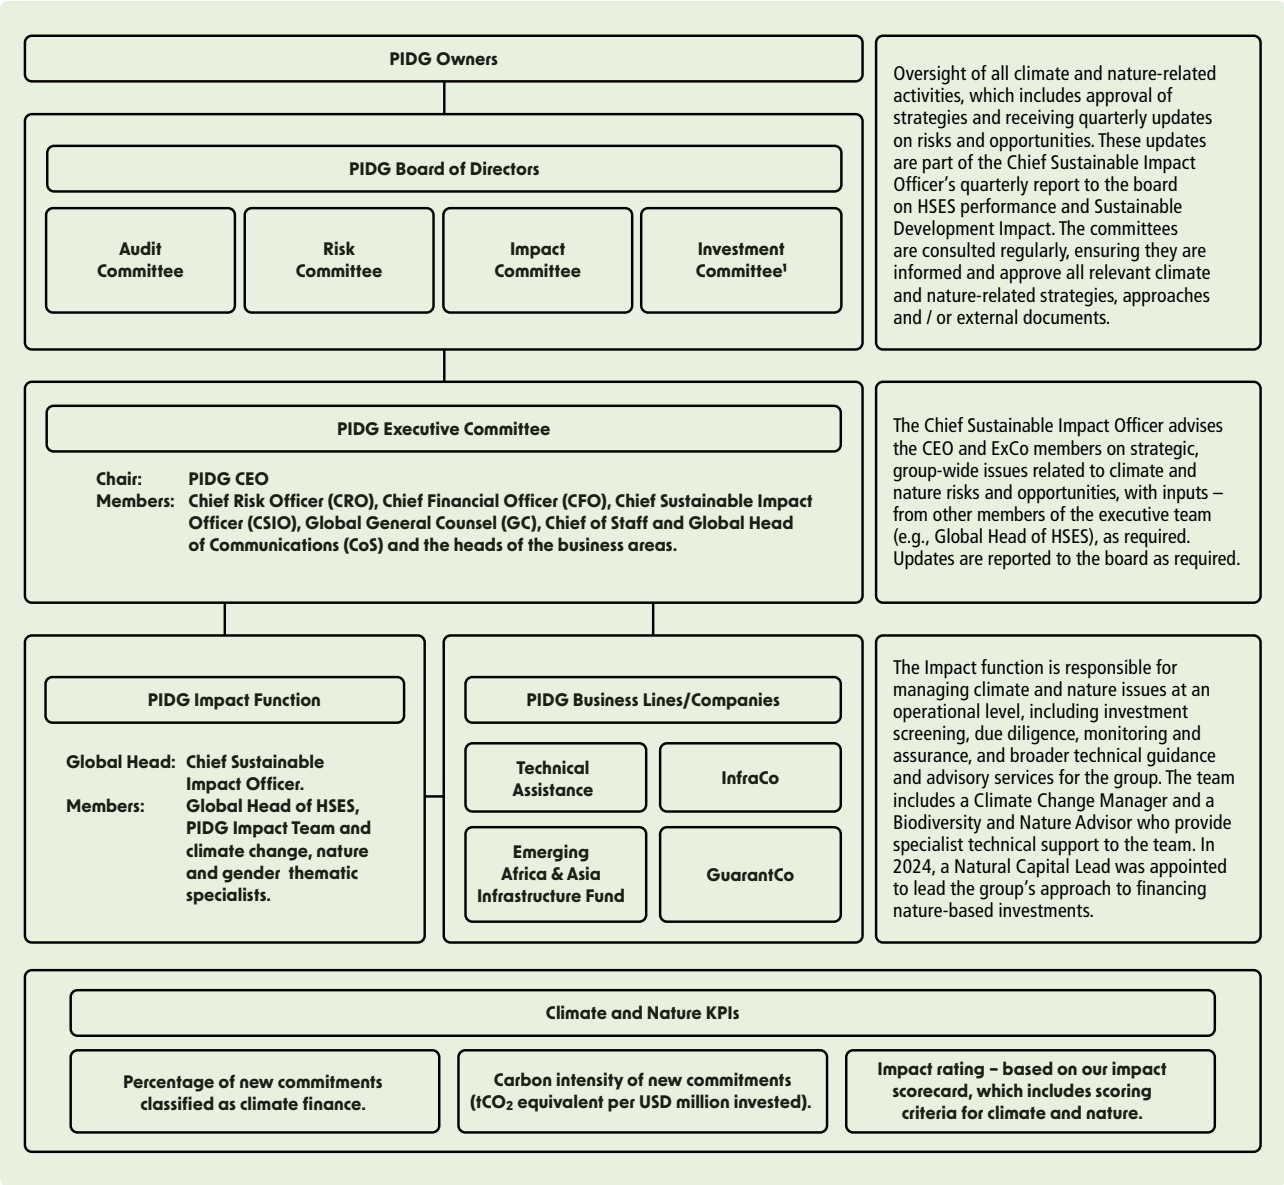 PIDG Owners
PIDG Board of Directors
Audit
Committee
Risk
Committee
Impact
Committee
Investment
Committee¹
Oversight of all climate and nature-related
activities, which includes approval of
strategies and receiving quarterly updates
on risks and opportunities. These updates
are part of the Chief Sustainable Impact
Officer’s quarterly report to the board
on HSES performance and Sustainable
Development Impact. The committees
are consulted regularly, ensuring they are
informed and approve all relevant climate
and nature-related strategies, approaches
and / or external documents.
PIDG Executive Committee
Chair: PIDG CEO
Members: Chief Risk Officer (CRO), Chief Financial Officer (CFO), Chief Sustainable Impact
Officer (CSIO), Global General Counsel (GC), Chief of Staff and Global Head
of Communications (CoS) and the heads of the business areas.
The Chief Sustainable Impact Officer advises
the CEO and ExCo members on strategic,
group-wide issues related to climate and
nature risks and opportunities, with inputs –
from other members of the executive team
(e.g., Global Head of HSES), as required.
Updates are reported to the board as required.
PIDG Impact Function
Global Head: Chief Sustainable
Impact Officer.
Members: Global Head of HSES,
PIDG Impact Team and
climate change, nature
and gender thematic
specialists.
PIDG Business Lines/Companies
Technical
Assistance
InfraCo
Emerging
Africa & Asia
Infrastructure Fund
GuarantCo
The Impact function is responsible for
managing climate and nature issues at an
operational level, including investment
screening, due diligence, monitoring and
assurance, and broader technical guidance
and advisory services for the group. The team
includes a Climate Change Manager and a
Biodiversity and Nature Advisor who provide
specialist technical support to the team. In
2024, a Natural Capital Lead was appointed
to lead the group’s approach to financing
nature-based investments.
Climate and Nature KPIs
Percentage of new commitments
classified as climate finance.
Carbon intensity of new commitments
(tCO₂ equivalent per USD million invested).
Impact rating – based on our impact
scorecard, which includes scoring
criteria for climate and nature.